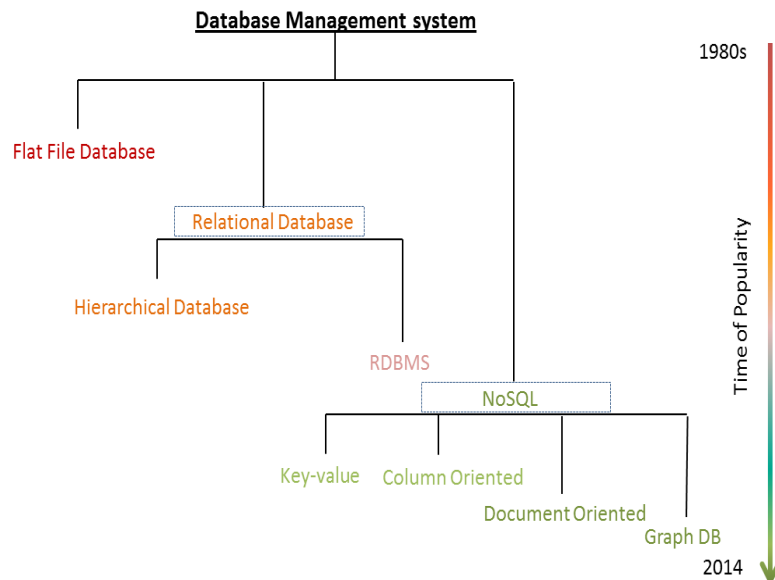 Database Management system
1980s
Flat File Database
Relational Database
Hierarchical Database
Time of Popularity
RDBMS
NoSQL
Key-value
Column Oriented
Document Oriented
Graph DB
2014